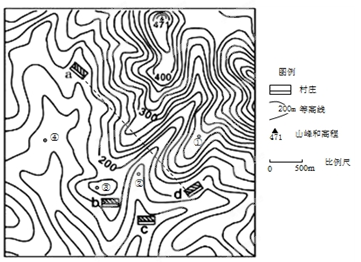 471
400
a
300
200
①
④
②
③
b
d
c
图例
村庄
200m 等高线
471 山峰和高程
比例尺
0 500m